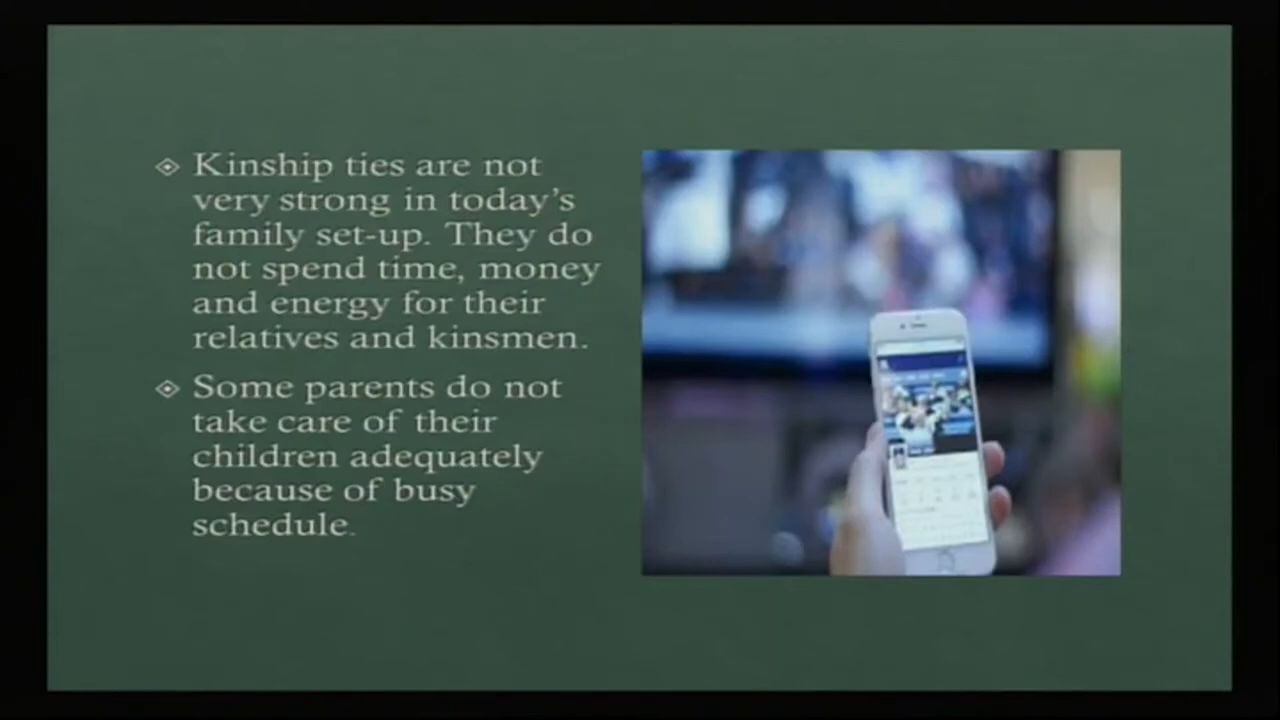 Kinship ties are not
very strong in today's
family set-up. They do
not spend time, money
and energy for their
relatives and kinsmen.
Some parents do not
take care of their
children adequately
because of busy
schedule.